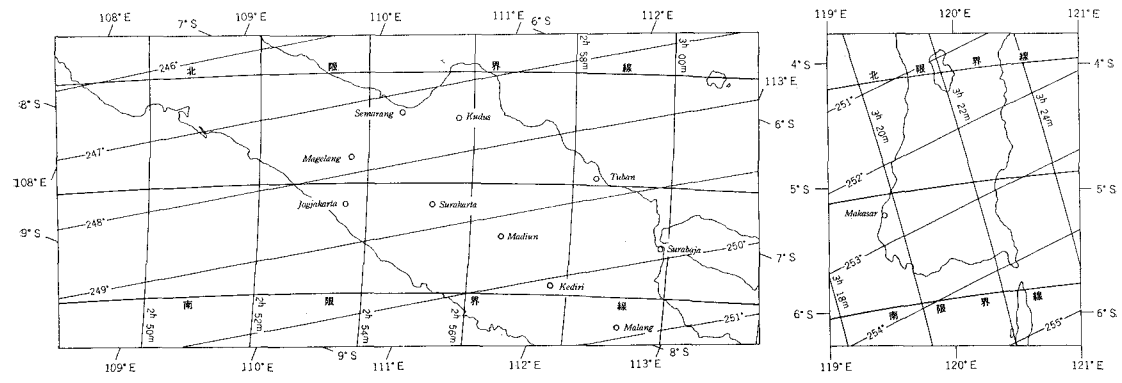 108° E
109° E
110° E
111° E
112° E
7° S
6° S
246°
北 限 界 線
2h 58m
3h 00m
113° E
8° S
Semarang
Kudus
6° S
247°
Magelang
108° E
Tuban
Jogjakarta
Surakarta
248°
9° S
Madiun
Surabaja
250°
7° S
249°
Kediri
南 限 界 線
2h 50m
2h 52m
2h 54m
2h 56m
Malang
251°
109° E
110° E
9° S
111° E
112° E
113° E
8° S
119° E
120° E
121° E
4° S
4° S
北 限 界 線
251°
3h 20m
3h 22m
3h 24m
252°
5° S
5° S
Makasar
253°
3h 18m
南 限 界 線
6° S
6° S
254°
255°
119° E
120° E
121° E